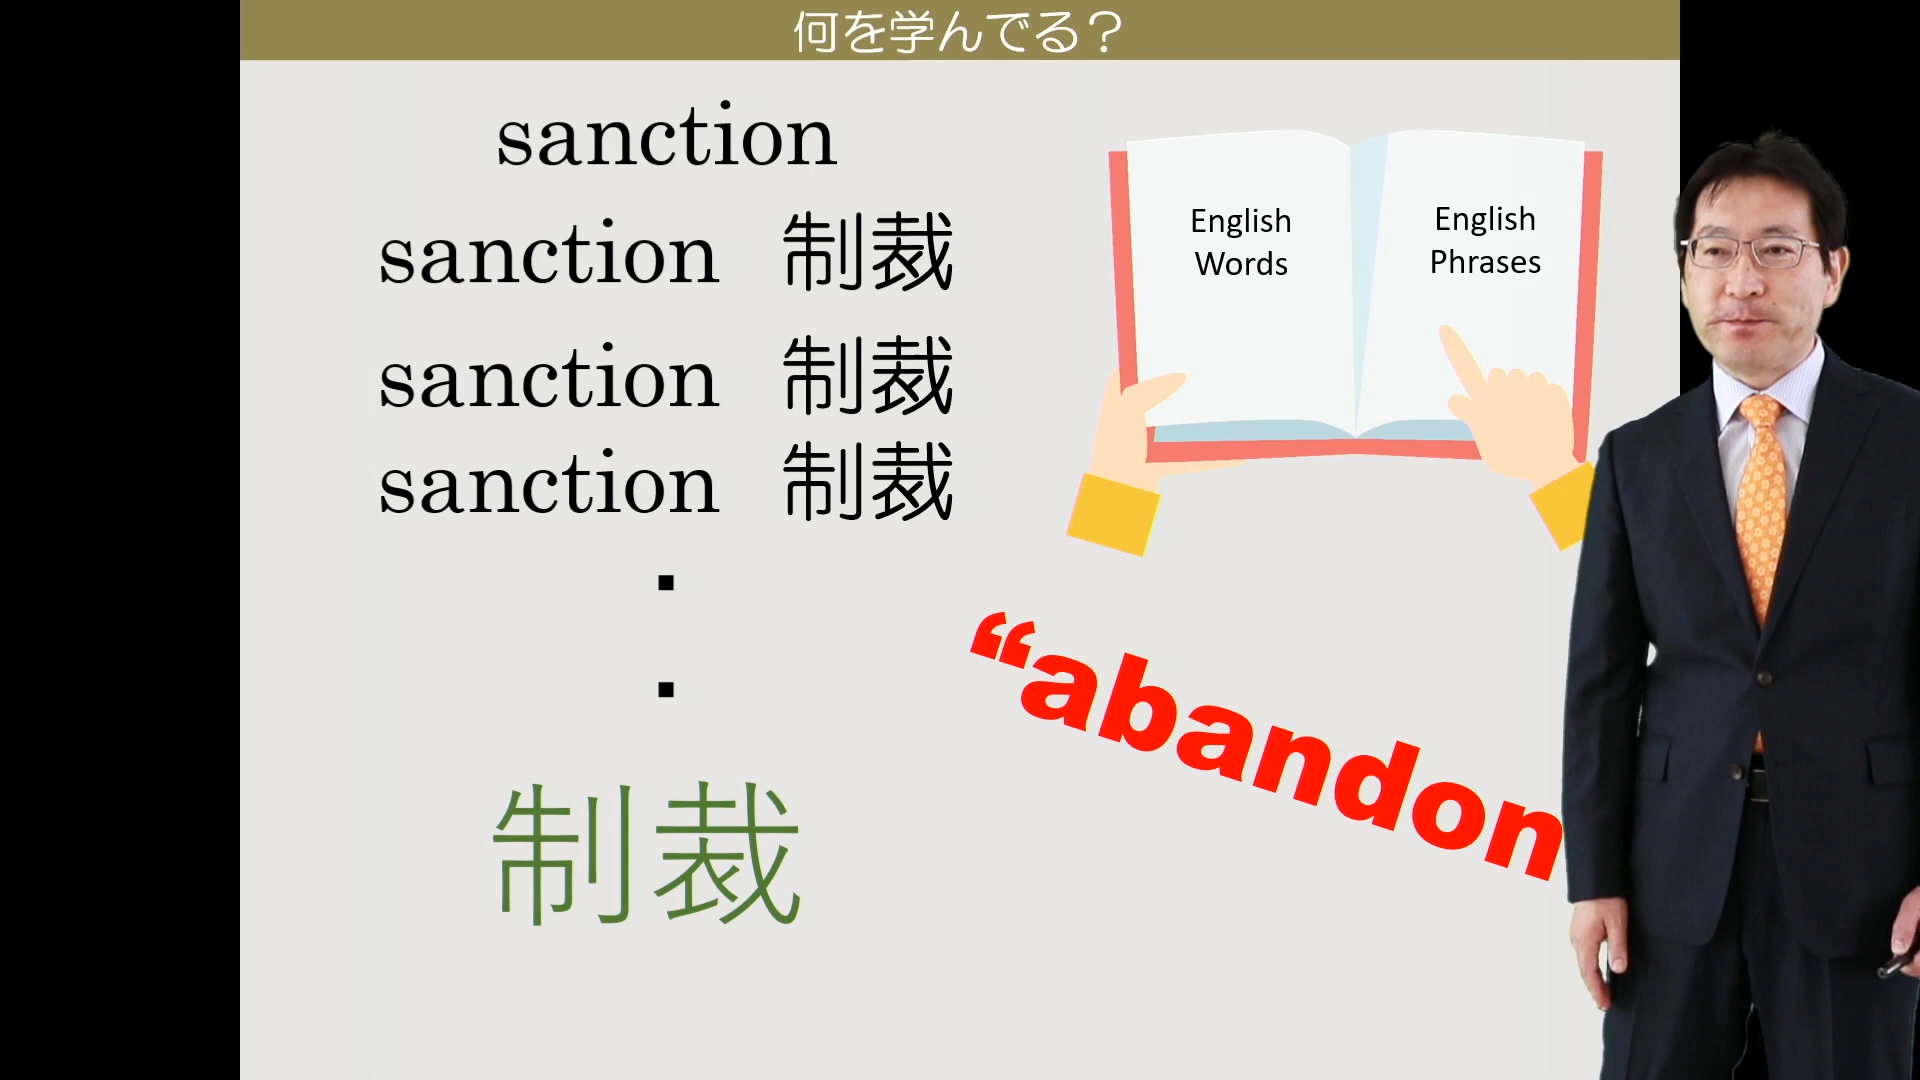 何を学んでる？
sanction
sanction 制裁
sanction 制裁
sanction 制裁
制裁
English
Words
English
Phrases
“abandon